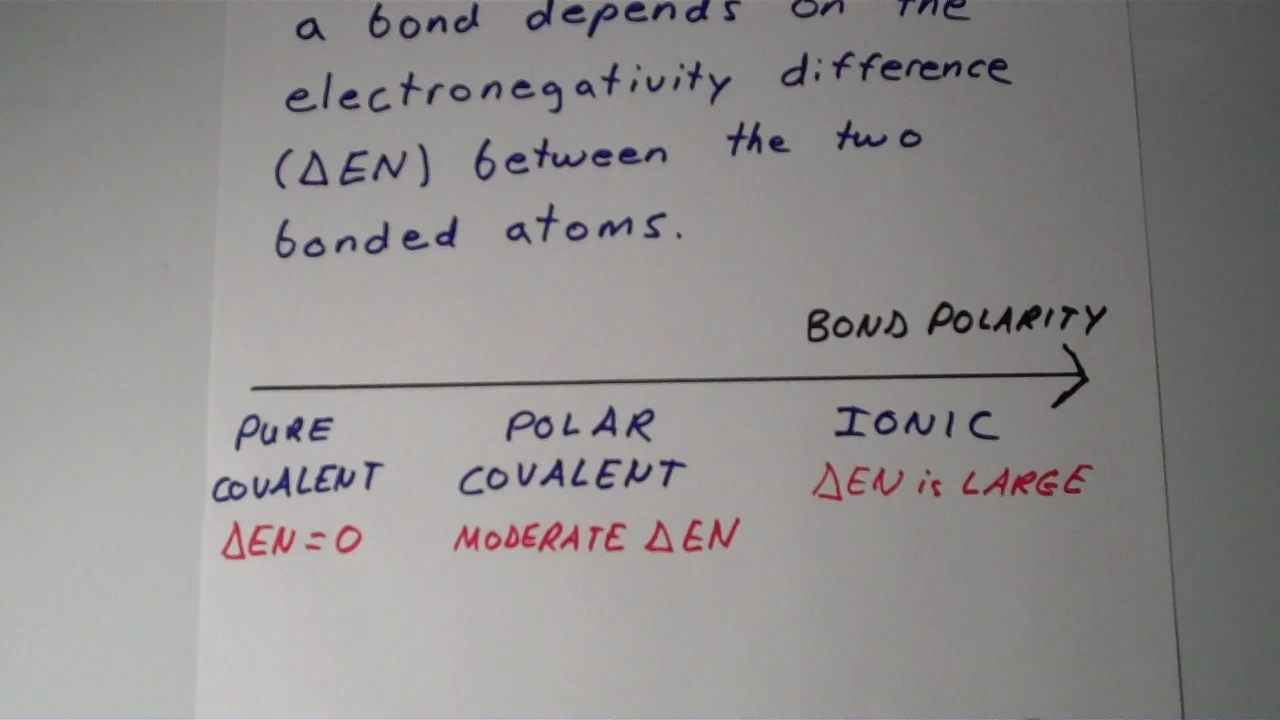 a bond depends on the
electronegativity difference
(ΔEN) between the two
bonded atoms.
BOND POLARITY
PURE COVALENT
ΔEN = 0
POLAR COVALENT
MODERATE ΔEN
IONIC
ΔEN is LARGE